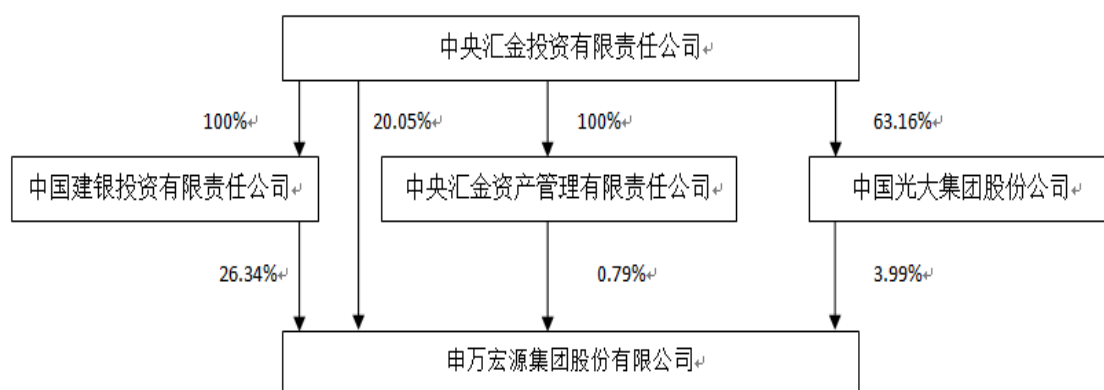 中央汇金投资有限责任公司↵
100%↵ 20.05%↵ 100%↵ 63.16%↵
中国建银投资有限责任公司↵ 中央汇金资产管理有限责任公司↵ 中国光大集团股份公司↵
26.34%↵ 0.79%↵ 3.99%↵
申万宏源集团股份有限公司↵